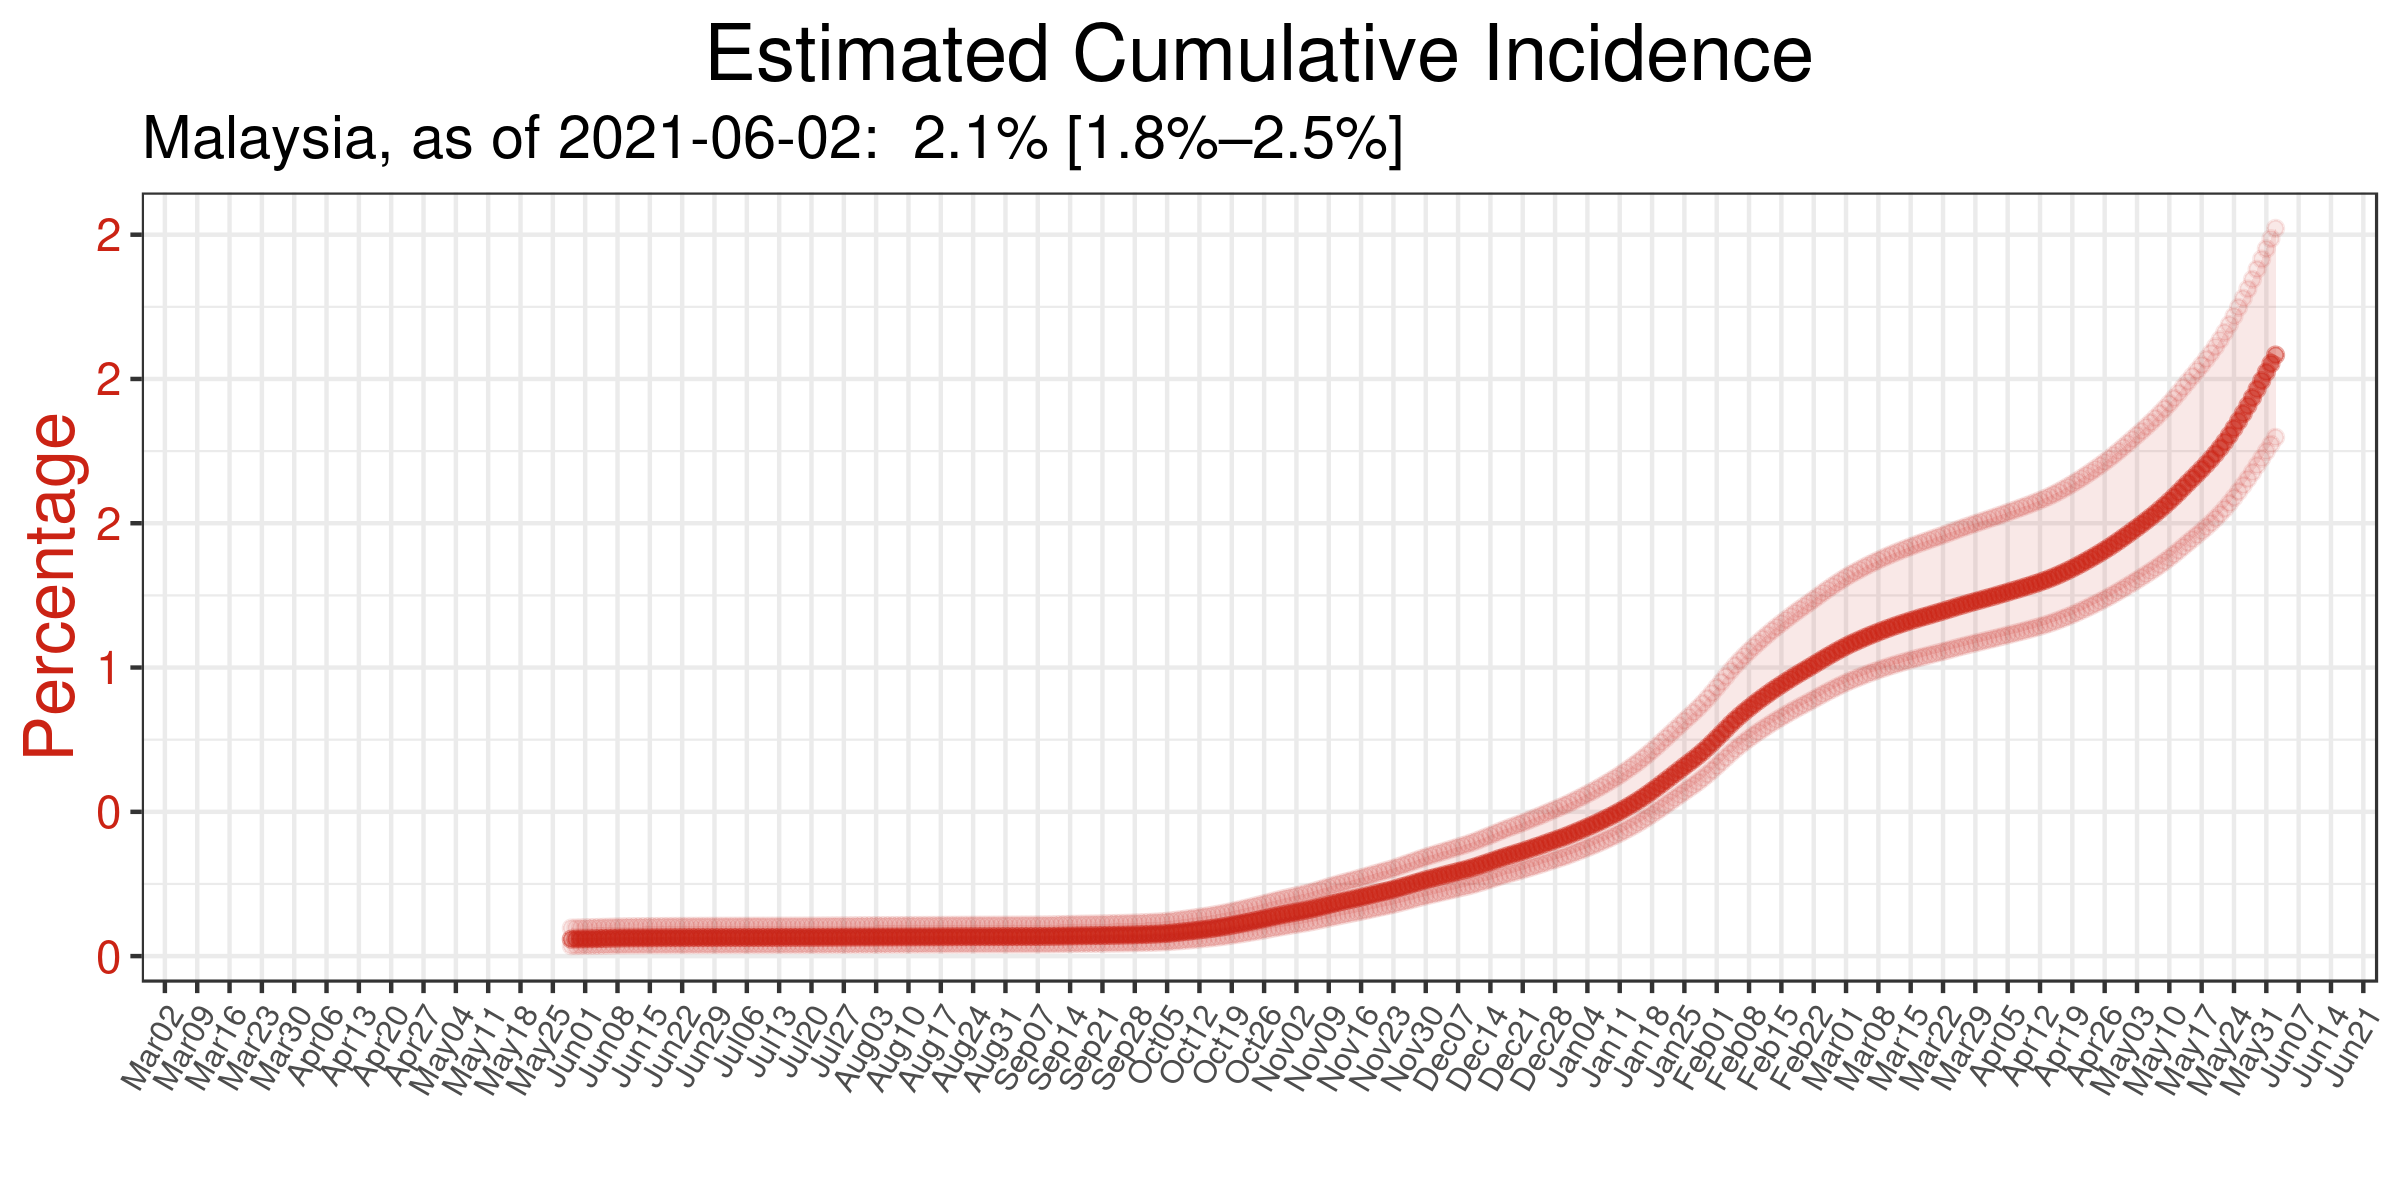 Estimated Cumulative Incidence
Malaysia, as of 2021-06-02:  2.1% [1.8%–2.5%]
Percentage
2
2
2
1
0
0
Mar02
Mar09
Mar16
Mar23
Mar30
Apr06
Apr13
Apr20
Apr27
May04
May11
May18
May25
Jun01
Jun08
Jun15
Jun22
Jun29
Jul06
Jul13
Jul20
Jul27
Aug03
Aug10
Aug17
Aug24
Aug31
Sep07
Sep14
Sep21
Sep28
Oct05
Oct12
Oct19
Oct26
Nov02
Nov09
Nov16
Nov23
Nov30
Dec07
Dec14
Dec21
Dec28
Jan04
Jan11
Jan18
Jan25
Feb01
Feb08
Feb15
Feb22
Mar01
Mar08
Mar15
Mar22
Mar29
Apr05
Apr12
Apr19
Apr26
May03
May10
May17
May24
May31
Jun07
Jun14
Jun21